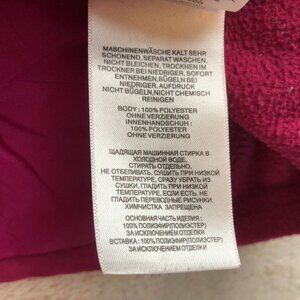 MASCHINENWÄSCHE KALT SEHR
SCHONEND, SEPARAT WASCHEN,
NICHT BLEICHEN, TROCKNEN IM
TROCKNER BEI NIEDRIGER, SOFORT
ENTNEHMEN, BÜGELN BEI
NIEDRIGER, AUFDRUCK
NICHT BÜGELN, NICHT CHEMISCH
REINIGEN
BODY : 100% POLYESTER
OHNE VERZIERUNG
INNENHANDSCHUH :
100% POLYESTER
OHNE VERZIERUNG
ЩАДЯЩАЯ МАШИННАЯ СТИРКА В
ХОЛОДНОЙ ВОДЕ,
СТИРАТЬ ОТДЕЛЬНО,
НЕ ОТБЕЛИВАТЬ, СУШИТЬ ПРИ НИЗКОЙ
ТЕМПЕРАТУРЕ, СРАЗУ УБРАТЬ ИЗ
СУШКИ, ГЛАДИТЬ ПРИ НИЗКОЙ
ТЕМПЕРАТУРЕ, НЕ
ГЛАДИТЬ ПЕРЕВОДНЫЕ РИСУНКИ,
ХИМЧИСТКА ЗАПРЕЩЕНА
ОСНОВНАЯ ЧАСТЬ ИЗДЕЛИЯ :
100% ПОЛИЭФИР(ПОЛИЭСТЕР)
ЗА ИСКЛЮЧЕНИЕМ ОТДЕЛКИ
ВСТАВКА : 100% ПОЛИЭФИР(ПОЛИЭСТЕР)
ЗА ИСКЛЮЧЕНИЕМ ОТДЕЛКИ